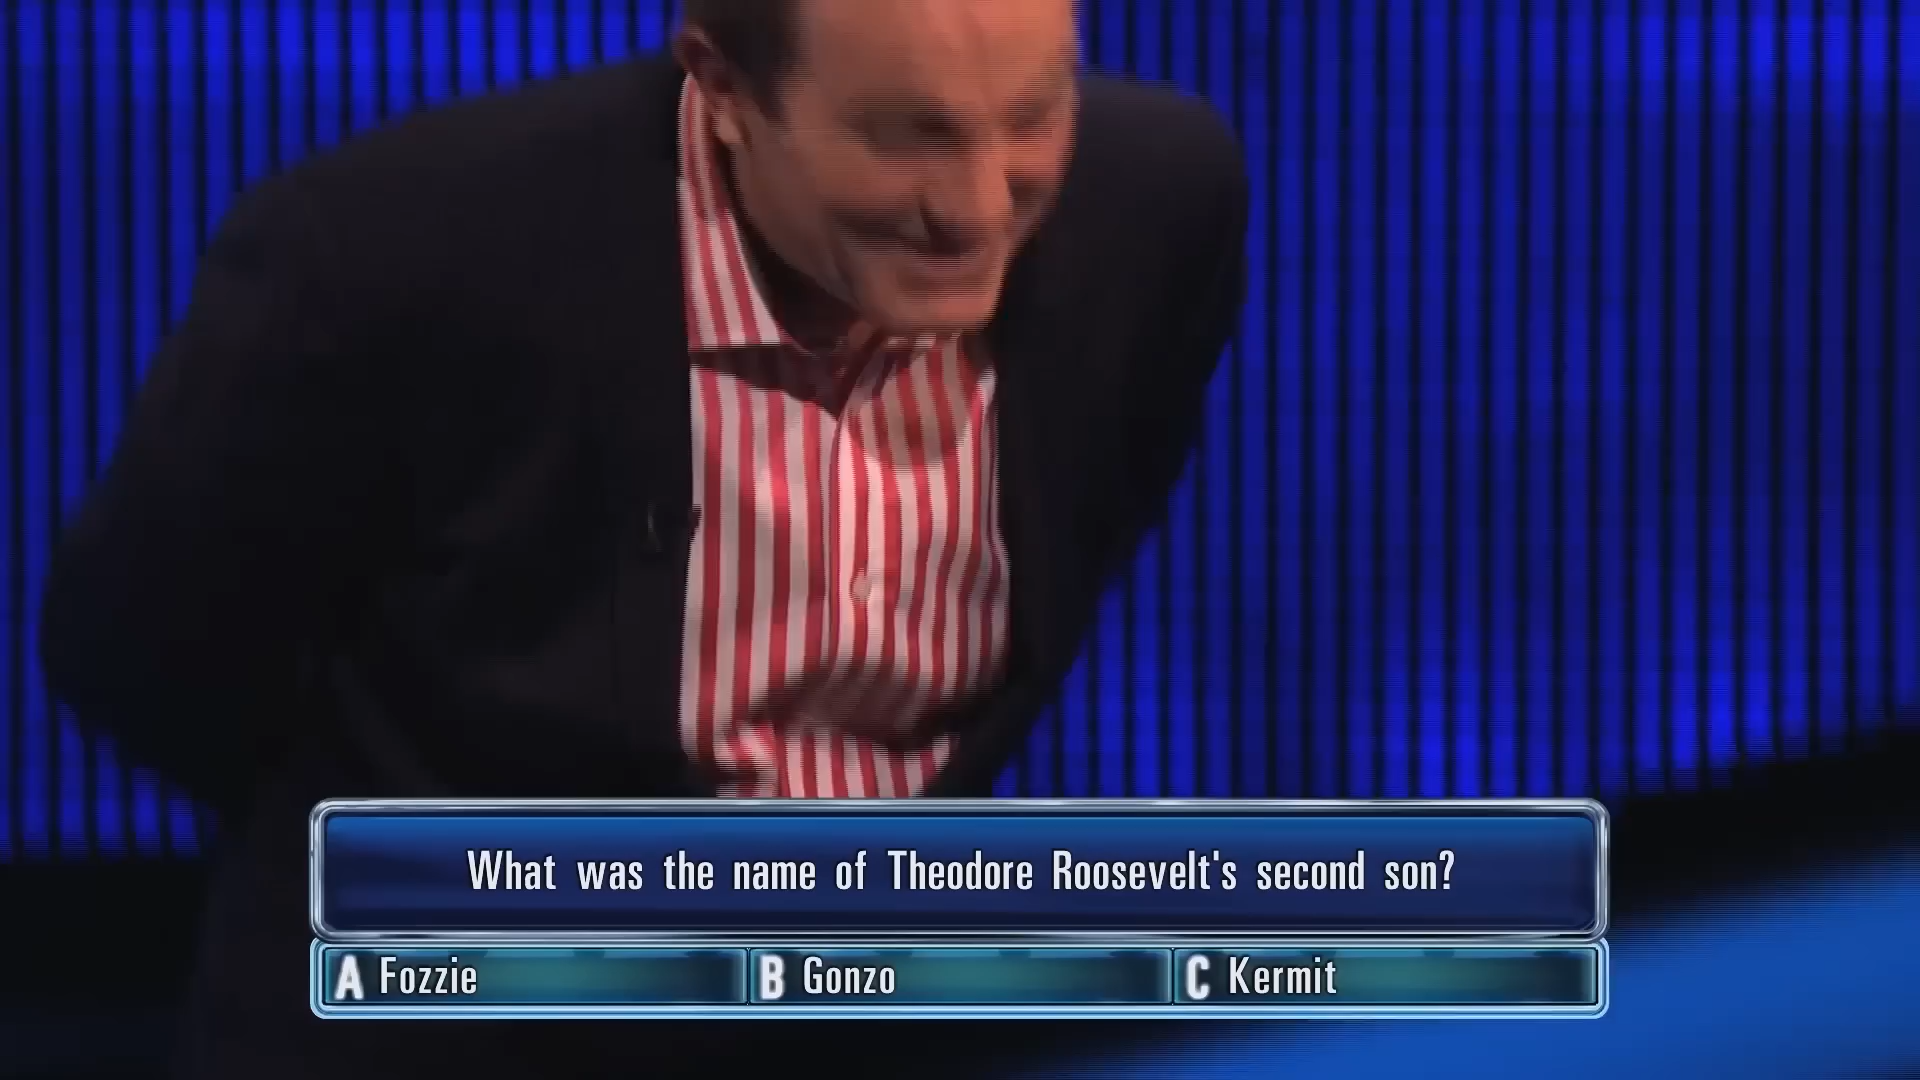 What was the name of Theodore Roosevelt's second son?
A Fozzie
B Gonzo
C Kermit